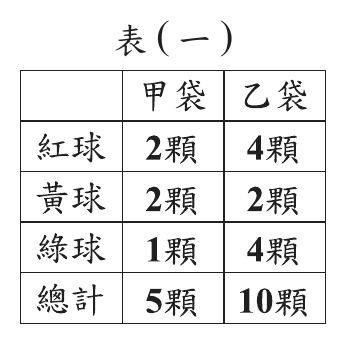 表(一)
甲袋 乙袋
紅球 2顆 4顆
黃球 2顆 2顆
綠球 1顆 4顆
總計 5顆 10顆